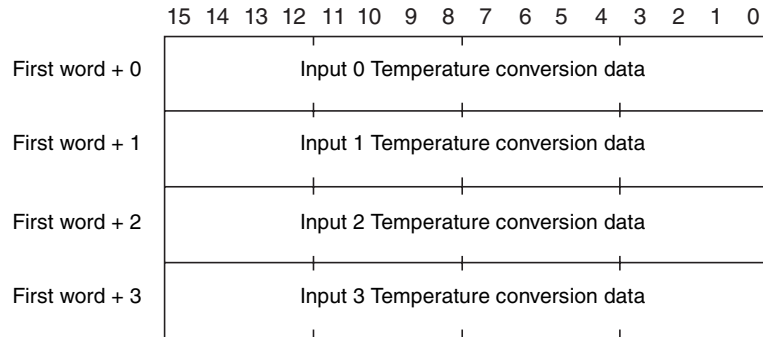 15 14 13 12 11 10 9 8 7 6 5 4 3 2 1 0
First word + 0 Input 0 Temperature conversion data
First word + 1 Input 1 Temperature conversion data
First word + 2 Input 2 Temperature conversion data
First word + 3 Input 3 Temperature conversion data